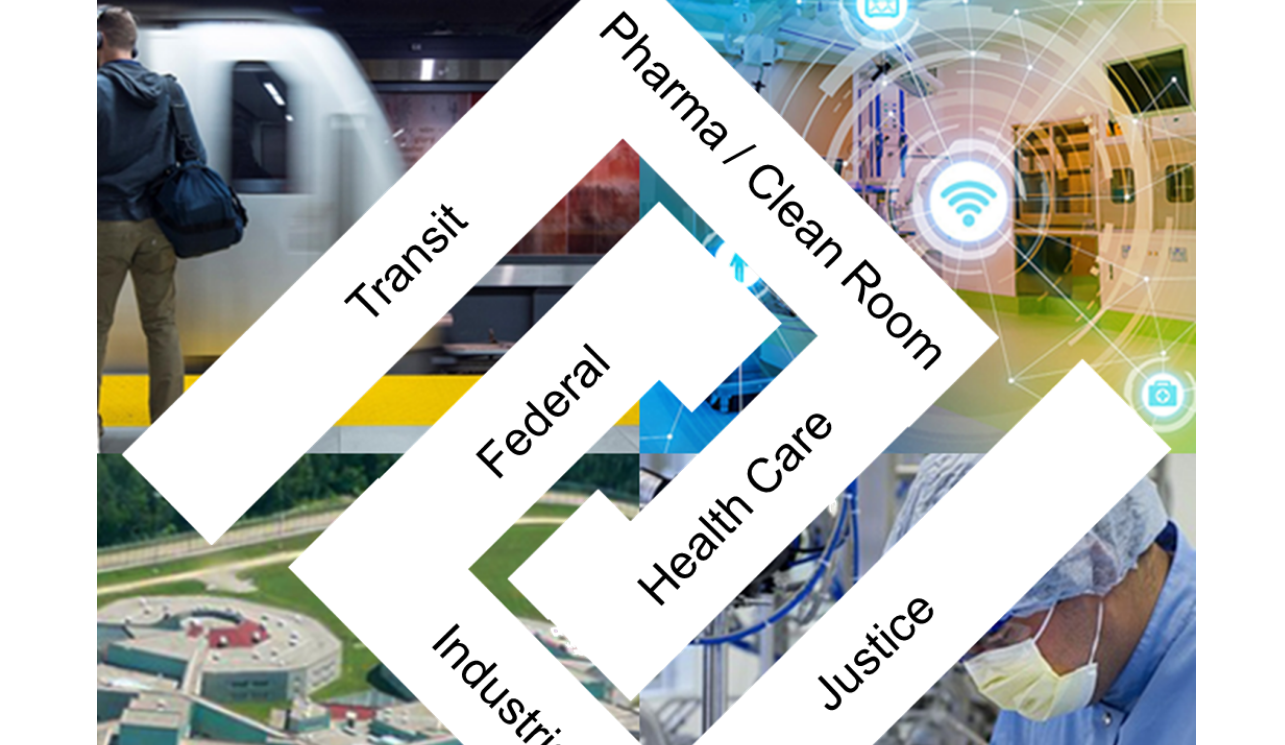 Pharma / Clean Room
Transit
Federal
Health Care
Justice